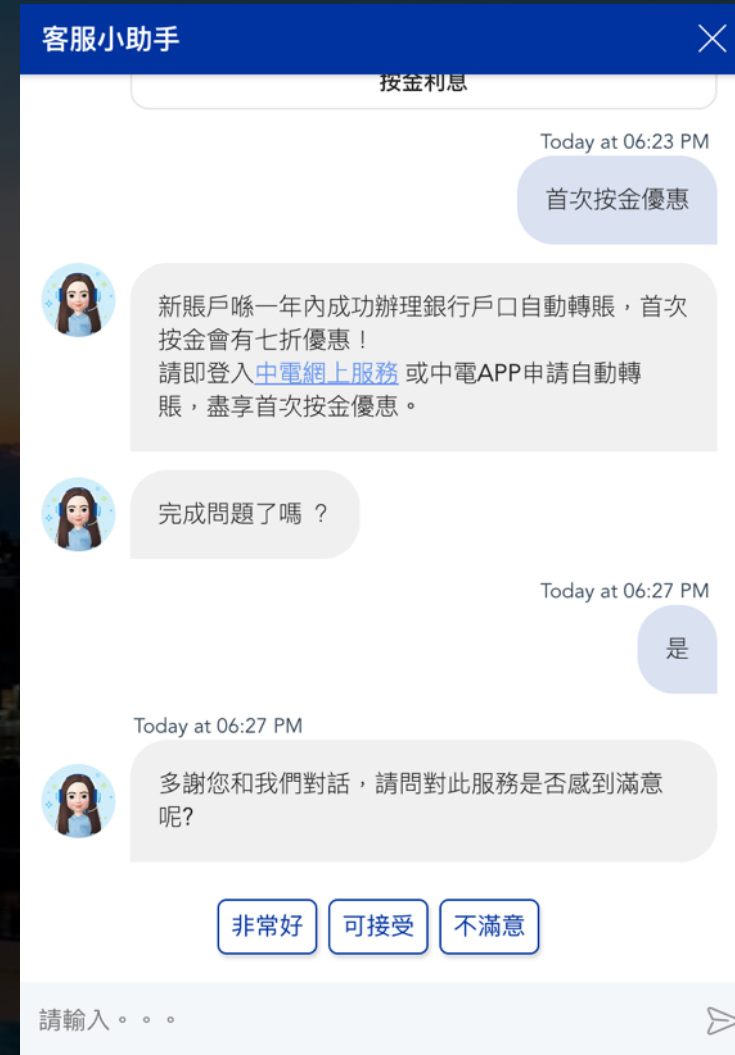 客服小助手
按金利息
Today at 06:23 PM
首次按金優惠
新賬戶喺一年內成功辦理銀行戶口自動轉賬，首次
按金會有七折優惠！
請即登入中電網上服務 或中電APP申請自動轉
賬，盡享首次按金優惠。
完成問題了嗎 ？
Today at 06:27 PM
是
Today at 06:27 PM
多謝您和我們對話，請問對此服務是否感到滿意
呢?
非常好
可接受
不滿意
請輸入。。。